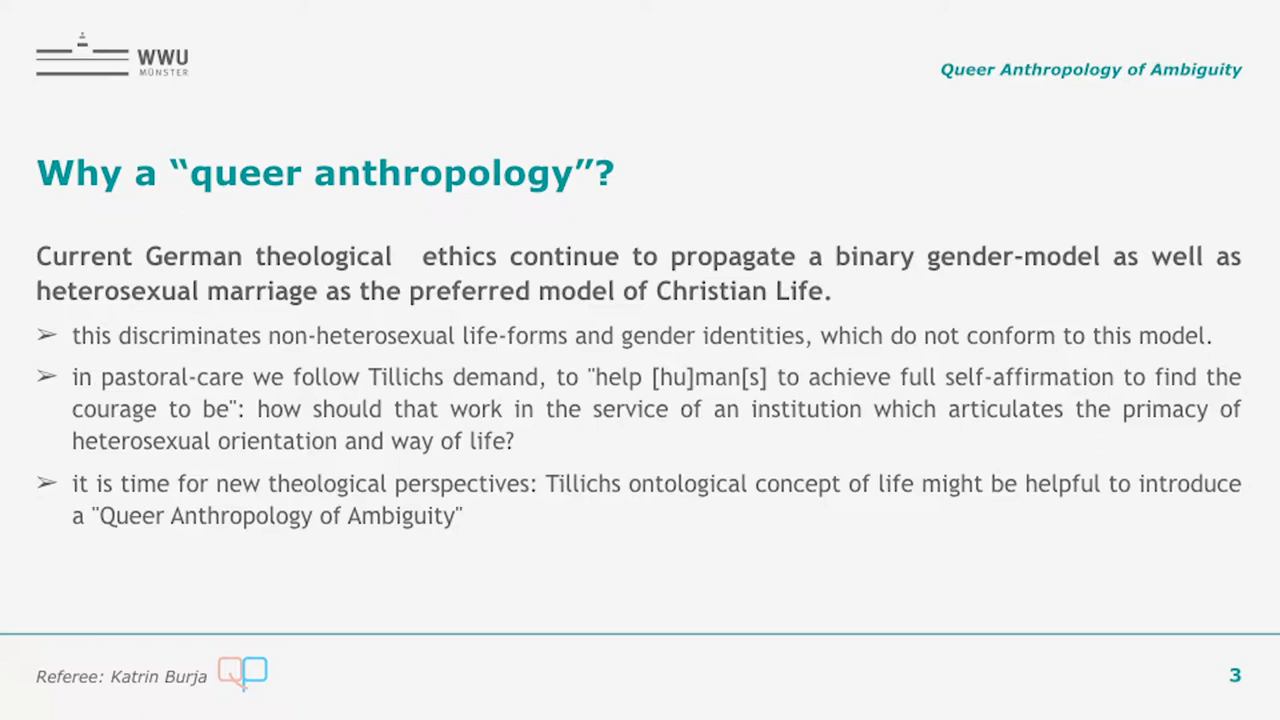 WWU
MÜNSTER
Queer Anthropology of Ambiguity
Why a “queer anthropology”?
Current German theological ethics continue to propagate a binary gender-model as well as
heterosexual marriage as the preferred model of Christian Life.
➢ this discriminates non-heterosexual life-forms and gender identities, which do not conform to this model.
➢ in pastoral-care we follow Tillichs demand, to "help [hu]man[s] to achieve full self-affirmation to find the
courage to be": how should that work in the service of an institution which articulates the primacy of
heterosexual orientation and way of life?
➢ it is time for new theological perspectives: Tillichs ontological concept of life might be helpful to introduce
a "Queer Anthropology of Ambiguity"
Referee: Katrin Burja
3